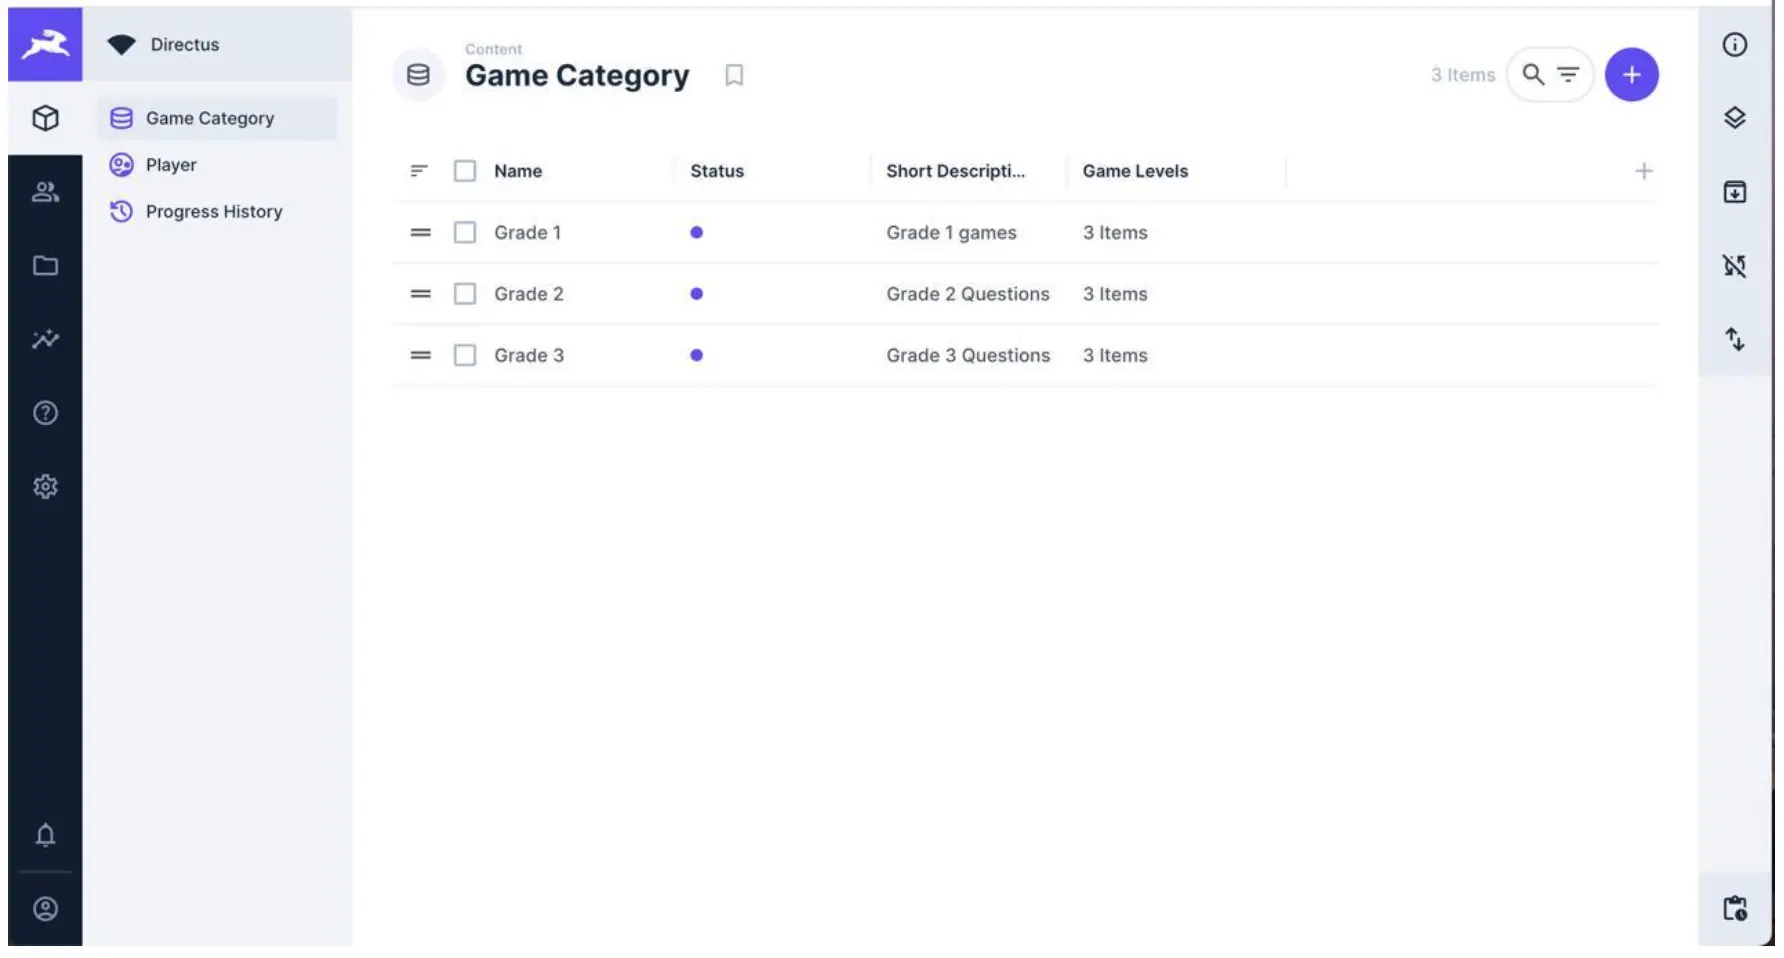 Directus
Game Category
Player
Progress History
Content
Game Category
3 Items
Name Status Short Descripti... Game Levels
Grade 1 Grade 1 games 3 Items
Grade 2 Grade 2 Questions 3 Items
Grade 3 Grade 3 Questions 3 Items